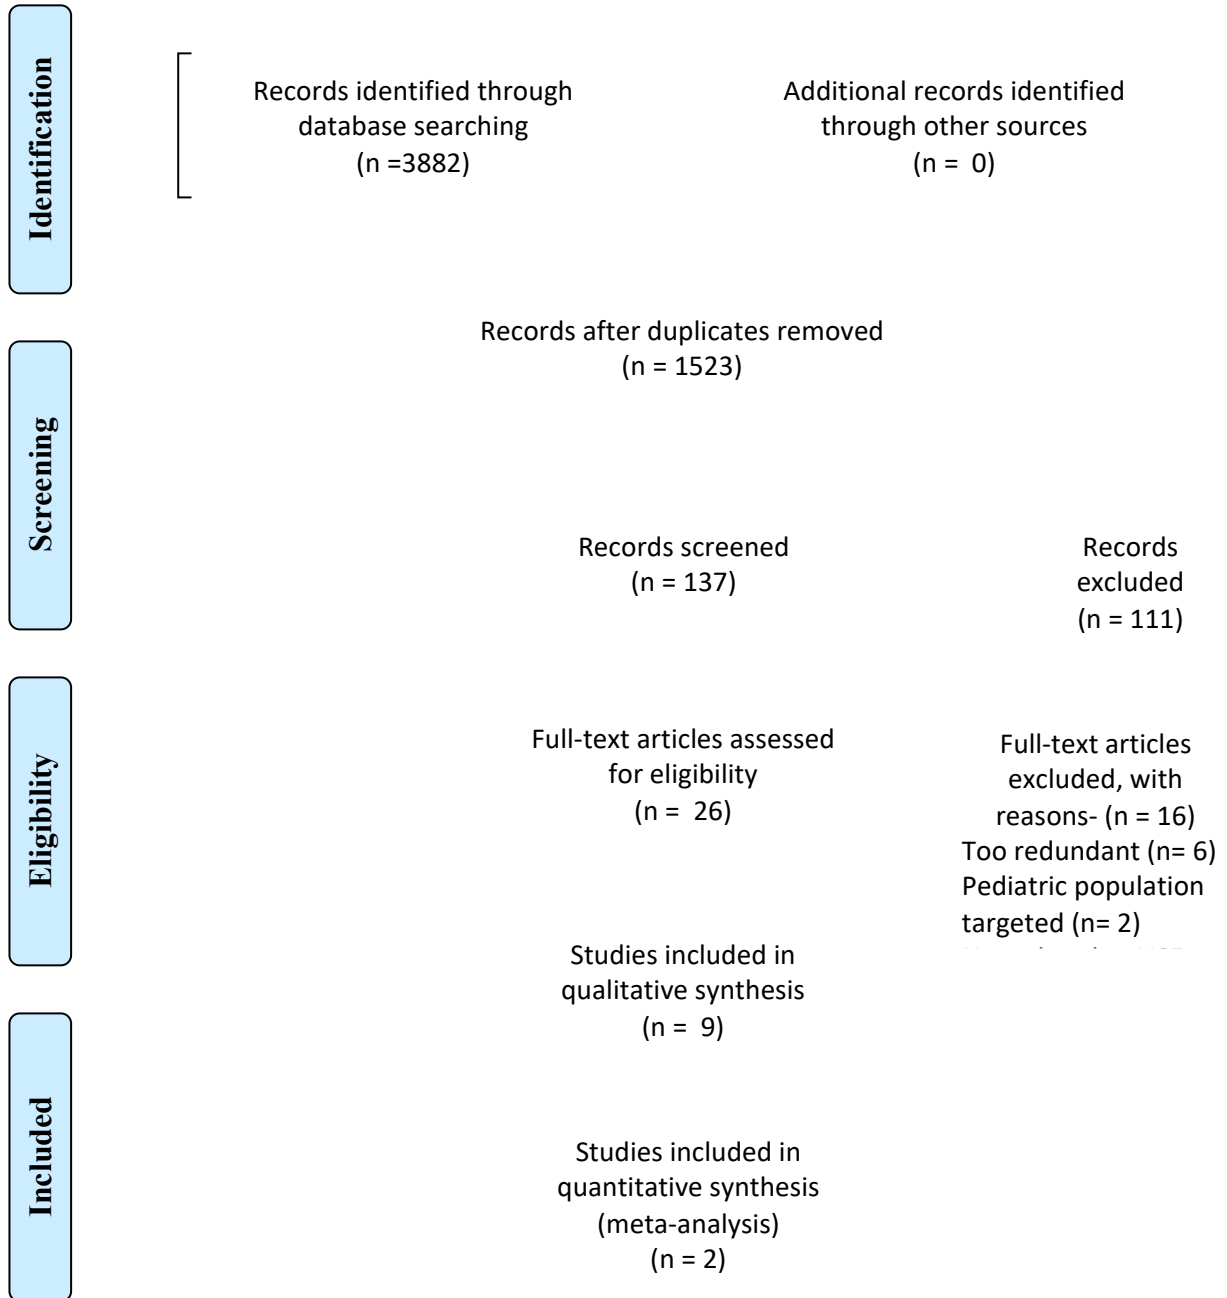 Identification
Records identified through
database searching
(n =3882)
Additional records identified
through other sources
(n =  0)
Screening
Records after duplicates removed
(n = 1523)
Records screened
(n = 137)
Records
excluded
(n = 111)
Eligibility
Full-text articles assessed
for eligibility
(n =  26)
Full-text articles
excluded, with
reasons- (n = 16)
Too redundant (n= 6)
Pediatric population
targeted (n= 2)
Studies included in
qualitative synthesis
(n =  9)
Included
Studies included in
quantitative synthesis
(meta-analysis)
(n = 2)